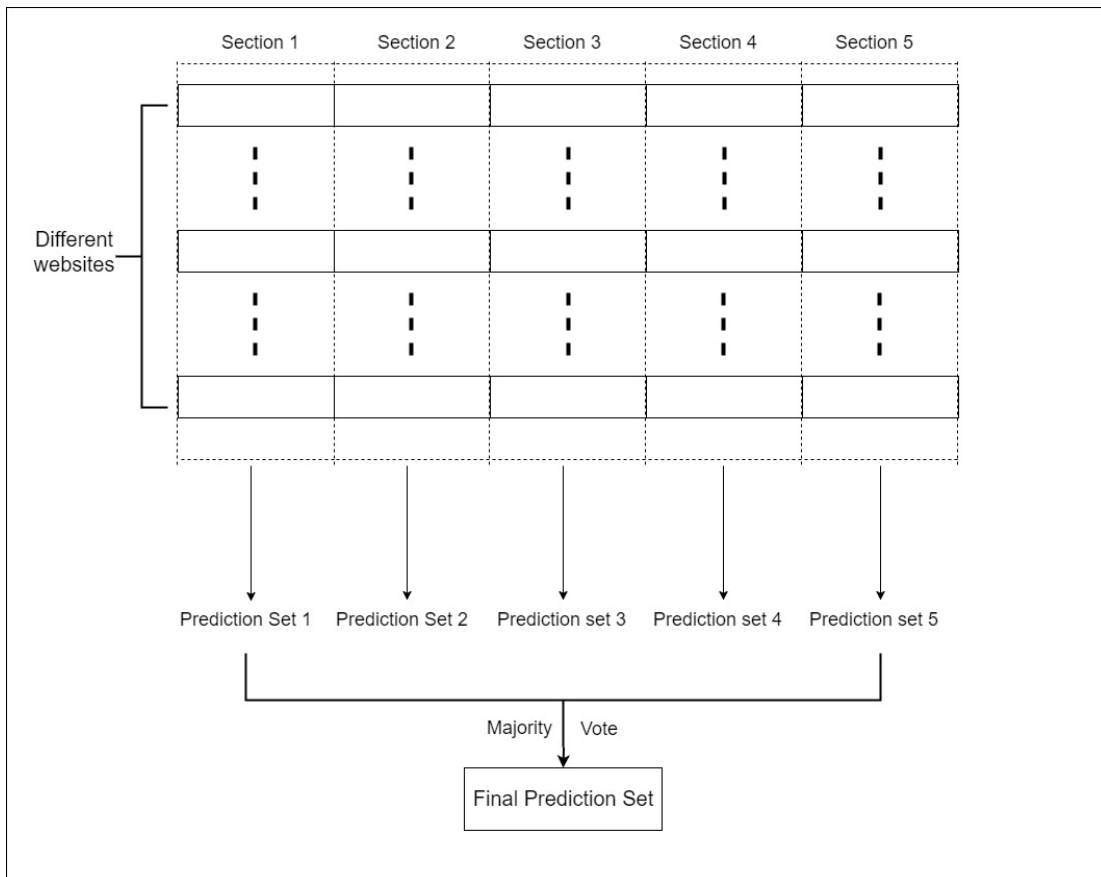 Section 1 Section 2 Section 3 Section 4 Section 5
Different
websites
Prediction Set 1 Prediction Set 2 Prediction set 3 Prediction set 4 Prediction set 5
Majority Vote
Final Prediction Set